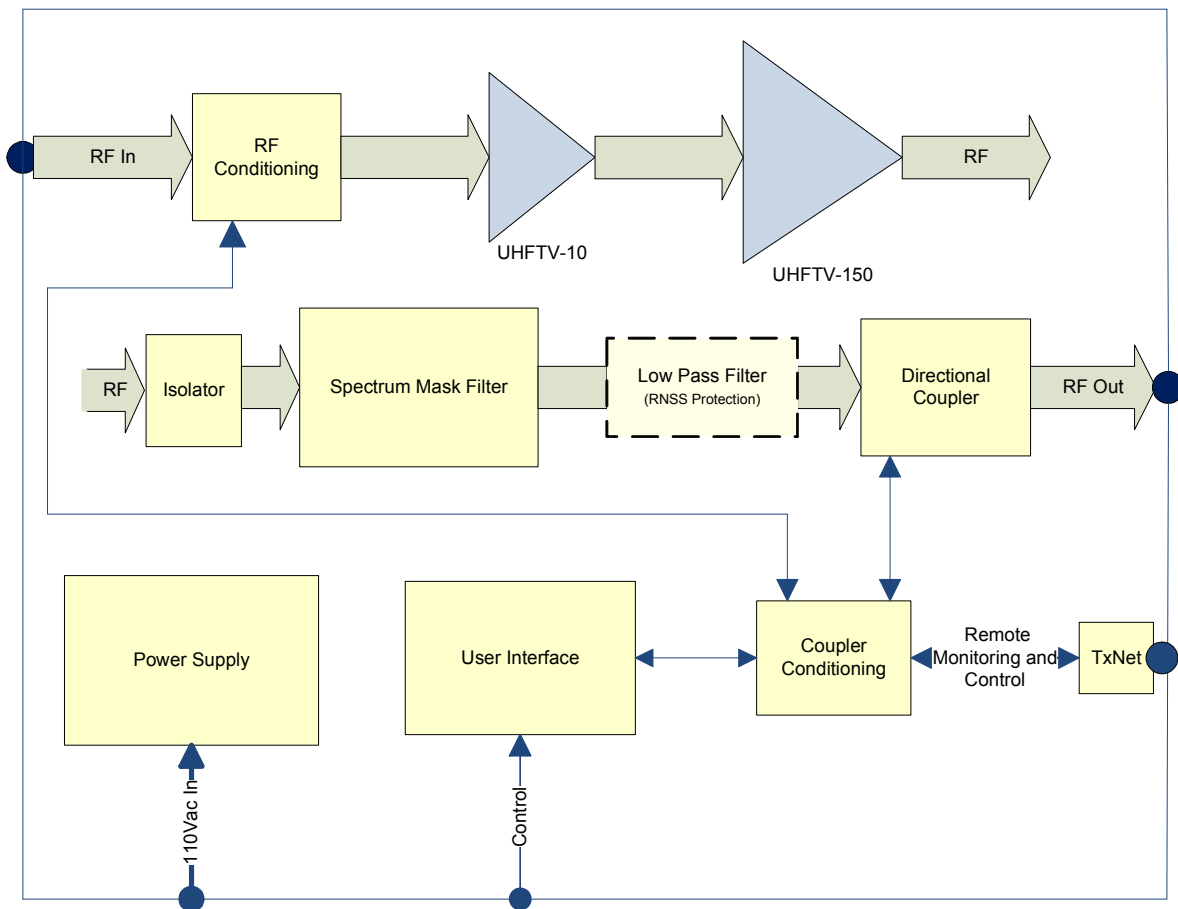 RF In
RF
Conditioning
UHFTV-10
UHFTV-150
RF
RF
Isolator
Spectrum Mask Filter
Low Pass Filter
(RNSS Protection)
Directional
Coupler
RF Out
Power Supply
User Interface
Coupler
Conditioning
Remote
Monitoring and
Control
TxNet
110Vac In
Control